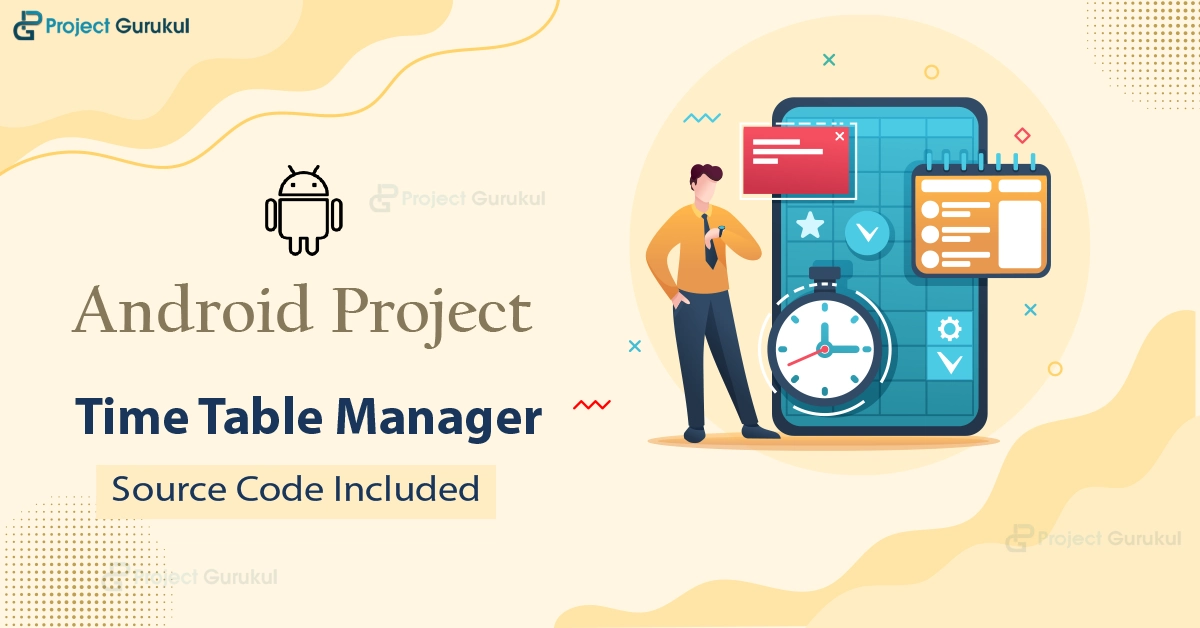 Project Gurukul
Project Gurukul
Android Project
Time Table Manager
Source Code Included
Project Gurukul
Project Gurukul